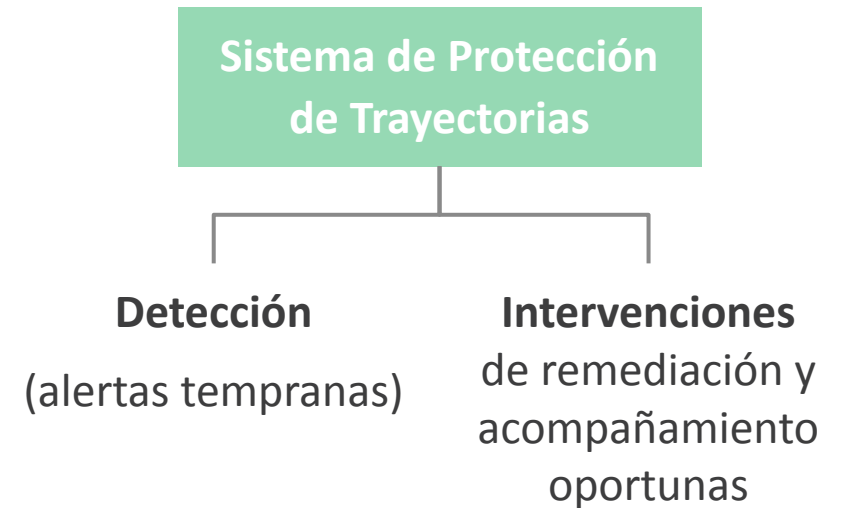 Sistema de Protección
de Trayectorias
Detección
(alertas tempranas)
Intervenciones
de remediación y
acompañamiento
oportunas